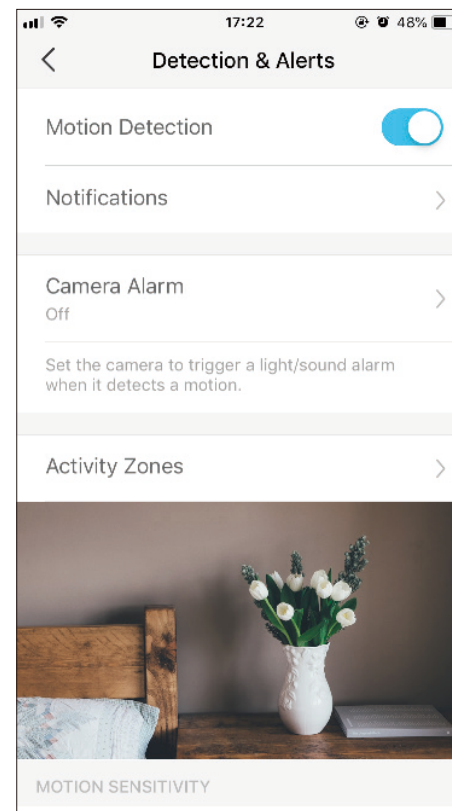 17:22
48%
Detection & Alerts
Motion Detection
Notifications
Camera Alarm
Off
Set the camera to trigger a light/sound alarm
when it detects a motion.
Activity Zones
MOTION SENSITIVITY